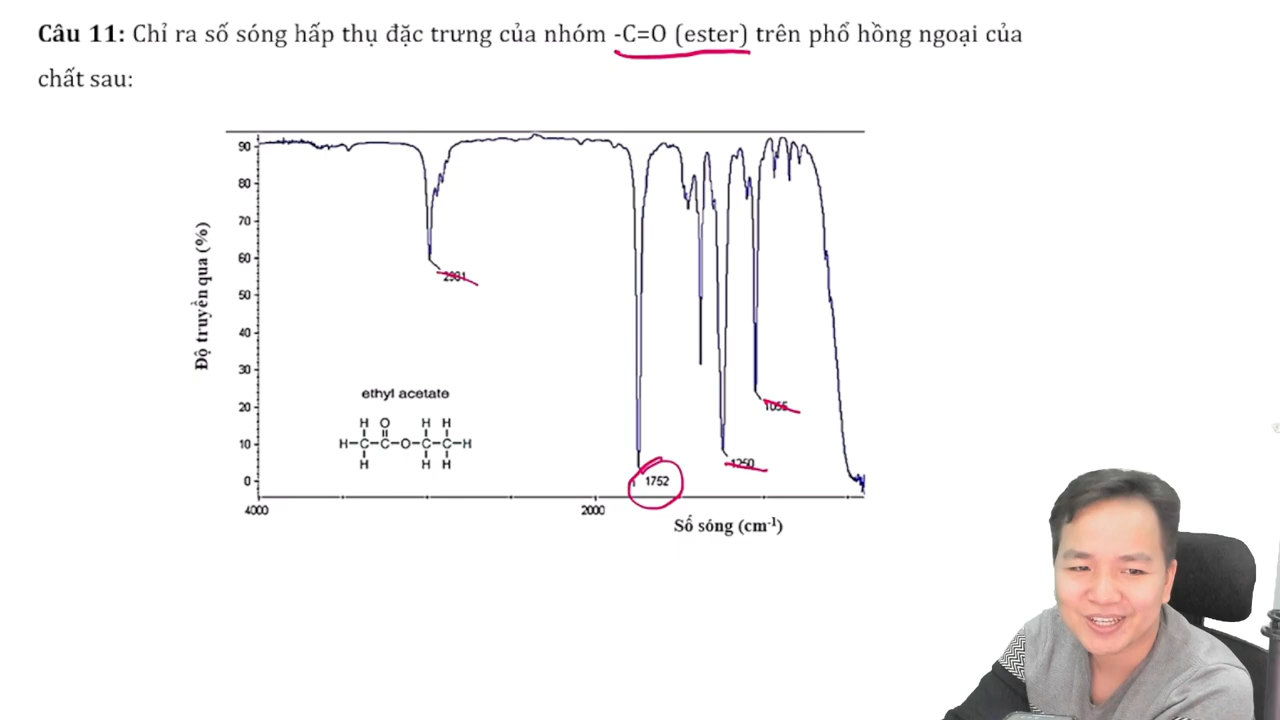 Câu 11: Chỉ ra số sóng hấp thụ đặc trưng của nhóm -C=O (ester) trên phổ hồng ngoại của
chất sau:
Độ truyền qua (%)
90
80
70
60
50
40
30
20
10
0
2981
1055
1250
1752
ethyl acetate
H O H H
H-C-C-O-C-C-H
H H H
4000
2000
Số sóng (cm-1)